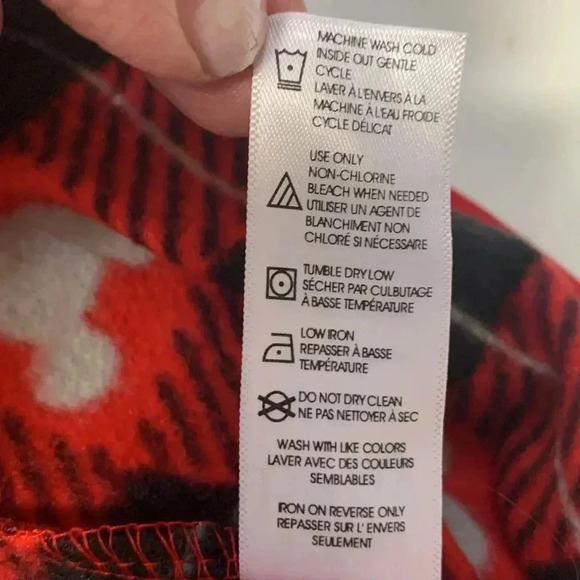 MACHINE WASH COLD
INSIDE OUT GENTLE
CYCLE
LAVER À L'ENVERS À LA
MACHINE À L'EAU FROIDE
CYCLE DÉLICAT
USE ONLY
NON-CHLORINE
BLEACH WHEN NEEDED
UTILISER UN AGENT DE
BLANCHIMENT NON
CHLORÉ SI NÉCESSAIRE
TUMBLE DRY LOW
SÉCHER PAR CULBUTAGE
À BASSE TEMPÉRATURE
LOW IRON
REPASSER À BASSE
TEMPÉRATURE
DO NOT DRY CLEAN
NE PAS NETTOYER À SEC
WASH WITH LIKE COLORS
LAVER AVEC DES COULEURS
SEMBLABLES
IRON ON REVERSE ONLY
REPASSER SUR L' ENVERS
SEULEMENT